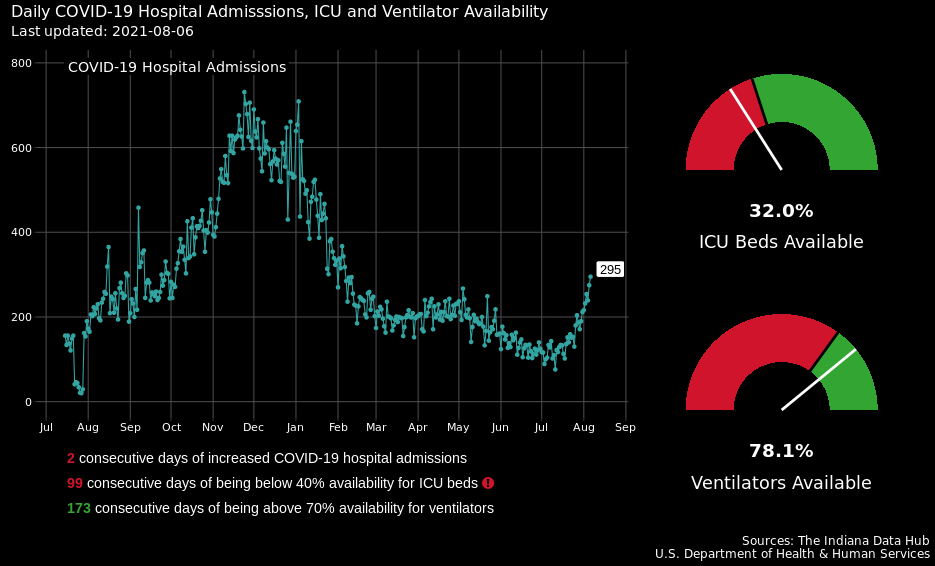 Daily COVID-19 Hospital Admisssions, ICU and Ventilator Availability
Last updated: 2021-08-06
COVID-19 Hospital Admissions
800
600
400
200
0
Jul Aug Sep Oct Nov Dec Jan Feb Mar Apr May Jun Jul Aug Sep
295
32.0%
ICU Beds Available
78.1%
Ventilators Available
2 consecutive days of increased COVID-19 hospital admissions
99 consecutive days of being below 40% availability for ICU beds !
173 consecutive days of being above 70% availability for ventilators
Sources: The Indiana Data Hub
U.S. Department of Health & Human Services